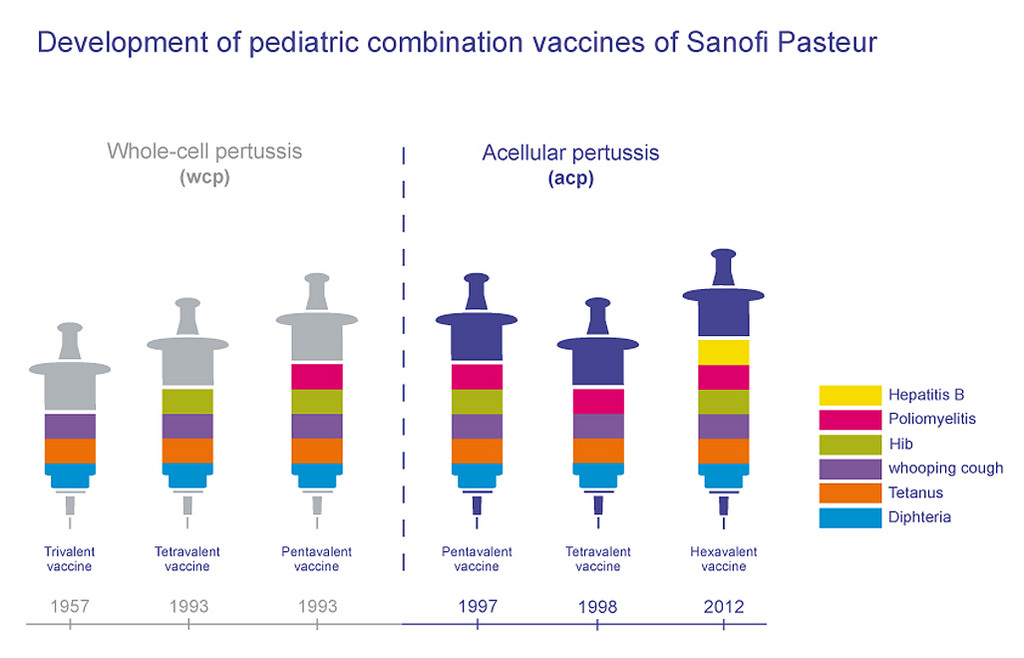 Development of pediatric combination vaccines of Sanofi Pasteur
Whole-cell pertussis
(wcp)
Acellular pertussis
(acp)
Hepatitis B
Poliomyelitis
Hib
whooping cough
Tetanus
Diphteria
Trivalent
vaccine
Tetravalent
vaccine
Pentavalent
vaccine
Pentavalent
vaccine
Tetravalent
vaccine
Hexavalent
vaccine
1957
1993
1993
1997
1998
2012